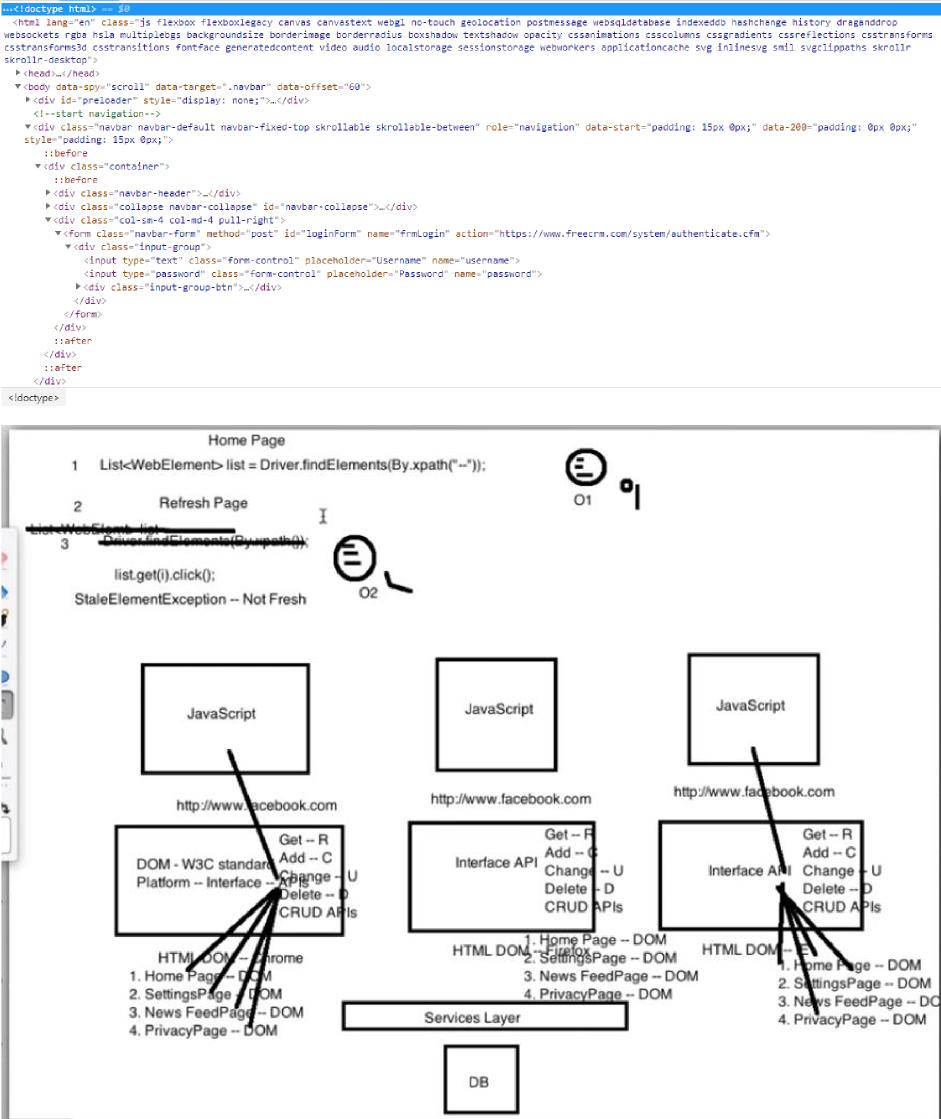 ...<!doctype html> == $0
<html lang="en" class="js flexbox flexboxlegacy canvas canvastext webgl no-touch geolocation postmessage websqldatabase indexeddb hashchange history draganddrop
websockets rgba hsla multiplebgs backgroundsize borderimage borderradius boxshadow textshadow opacity cssanimations csscolumns cssgradients cssreflections csstransforms
csstransforms3d csstransitions fontface generatedcontent video audio localstorage sessionstorage webworkers applicationcache svg inlinesvg smil svgclippaths skrollr
skrollr-desktop">
<head>…</head>
<body data-spy="scroll" data-target=".navbar" data-offset="60">
<div id="preloader" style="display: none;">…</div>
<!--start navigation-->
<div class="navbar navbar-default navbar-fixed-top skrollable skrollable-between" role="navigation" data-start="padding: 15px 0px;" data-200="padding: 0px 0px;"
style="padding: 15px 0px;">
::before
<div class="container">
::before
<div class="navbar-header">…</div>
<div class="collapse navbar-collapse" id="navbar-collapse">…</div>
<div class="col-sm-4 col-md-4 pull-right">
<form class="navbar-form" method="post" id="loginForm" name="frmLogin" action="https://www.freecrm.com/system/authenticate.cfm">
<div class="input-group">
<input type="text" class="form-control" placeholder="Username" name="username">
<input type="password" class="form-control" placeholder="Password" name="password">
<div class="input-group-btn">…</div>
</div>
</form>
</div>
::after
</div>
::after
</div>
<!doctype>
Home Page
1 List<WebElement> list = Driver.findElements(By.xpath("--"));
O1
2 Refresh Page
List<WebElemb list
3 Driver.findElements(By.xpath());
list.get(i).click();
O2
StaleElementException -- Not Fresh
JavaScript
JavaScript
JavaScript
http://www.facebook.com
http://www.facebook.com
http://www.facebook.com
DOM - W3C standard
Platform -- Interface -- APIs
Get -- R
Add -- C
Change -- U
Delete -- D
CRUD APIs
Interface API
Get -- R
Add -- C
Change -- U
Delete -- D
CRUD APIs
Interface API
Get -- R
Add -- C
Change -- U
Delete -- D
CRUD APIs
HTML DOM -- Chrome
1. Home Page -- DOM
2. SettingsPage -- DOM
3. News FeedPage -- DOM
4. PrivacyPage -- DOM
HTML DOM -- Firefox
1. Home Page -- DOM
2. SettingsPage -- DOM
3. News FeedPage -- DOM
4. PrivacyPage -- DOM
HTML DOM -- IE
1. Home Page -- DOM
2. SettingsPage -- DOM
3. News FeedPage -- DO
4. PrivacyPage -- DOM
Services Layer
DB